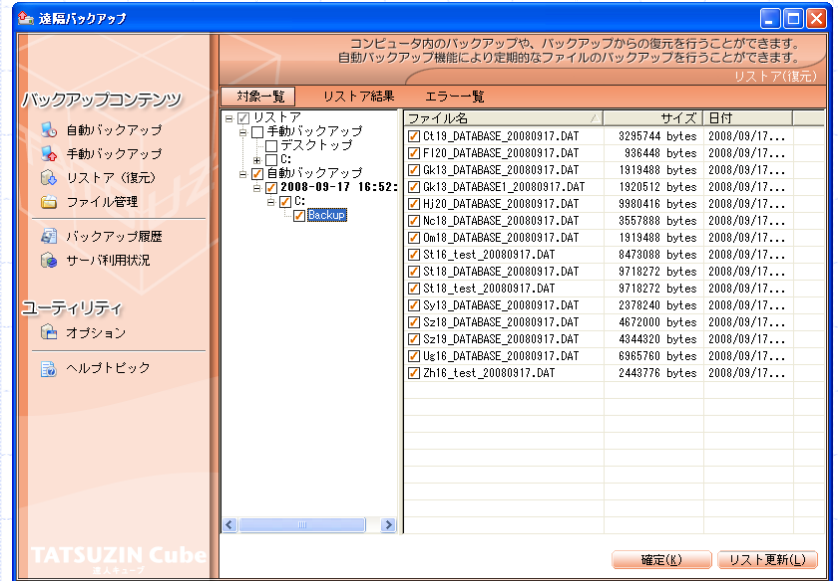 遠隔バックアップ
コンピュータ内のバックアップや、バックアップからの復元を行うことができます。
自動バックアップ機能により定期的なファイルのバックアップを行うことができます。
リストア(復元)
バックアップコンテンツ
自動バックアップ
手動バックアップ
リストア（復元）
ファイル管理
バックアップ履歴
サーバ利用状況
ユーティリティ
オプション
ヘルプトピック
TATSUZIN Cube
達人キューブ
対象一覧 リストア結果 エラー一覧
リストア
手動バックアップ
デスクトップ
C:
自動バックアップ
2008-09-17 16:52:
C:
Backup
ファイル名 サイズ 日付
Ct19_DATABASE_20080917.DAT 3295744 bytes 2008/09/17...
F120_DATABASE_20080917.DAT 936448 bytes 2008/09/17...
Gk13_DATABASE_20080917.DAT 1919488 bytes 2008/09/17...
Gk13_DATABASE1_20080917.DAT 1920512 bytes 2008/09/17...
Hj20_DATABASE_20080917.DAT 9980416 bytes 2008/09/17...
Nc18_DATABASE_20080917.DAT 3557888 bytes 2008/09/17...
Om18_DATABASE_20080917.DAT 1919488 bytes 2008/09/17...
St16_test_20080917.DAT 8473088 bytes 2008/09/17...
St18_DATABASE_20080917.DAT 9718272 bytes 2008/09/17...
St18_test_20080917.DAT 9718272 bytes 2008/09/17...
Sy13_DATABASE_20080917.DAT 2378240 bytes 2008/09/17...
Sz18_DATABASE_20080917.DAT 4672000 bytes 2008/09/17...
Sz19_DATABASE_20080917.DAT 4344320 bytes 2008/09/17...
Ug16_DATABASE_20080917.DAT 6965760 bytes 2008/09/17...
Zh16_test_20080917.DAT 2443776 bytes 2008/09/17...
確定(K) リスト更新(L)